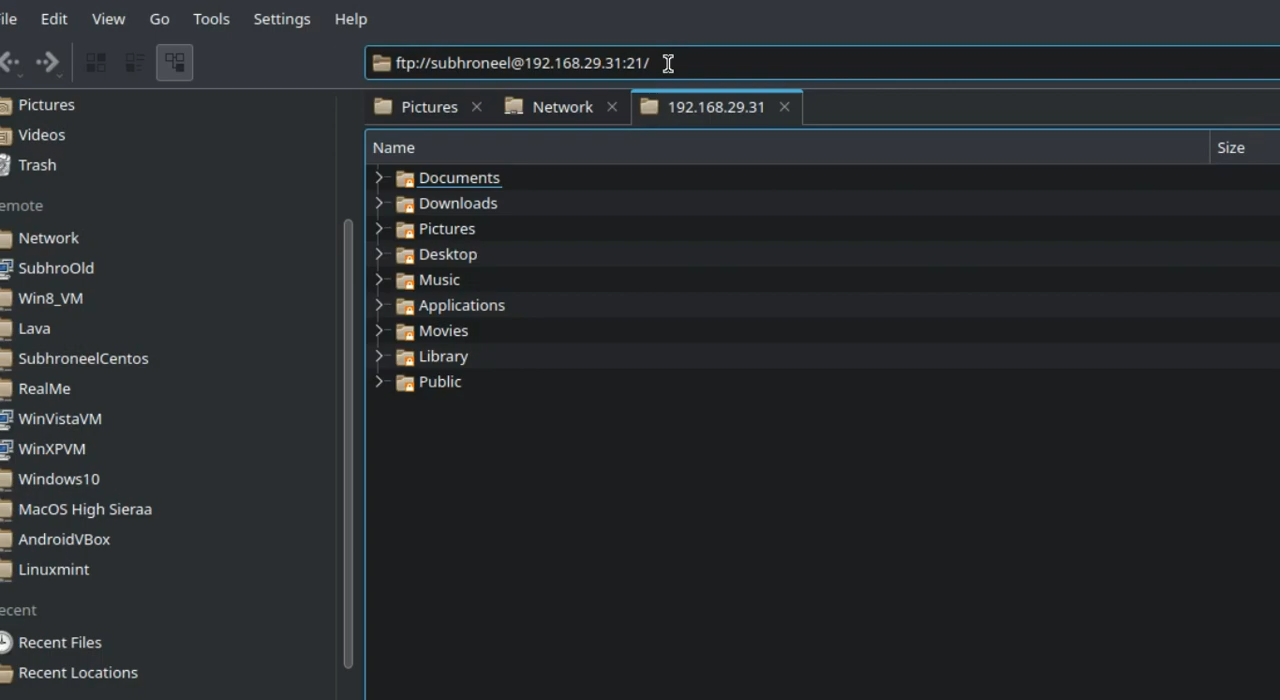 ile Edit View Go Tools Settings Help
ftp://subhroneel@192.168.29.31:21/
Pictures Network 192.168.29.31
Name Size
Documents
Downloads
Pictures
Desktop
Music
Applications
Movies
Library
Public
Pictures
Videos
Trash
emote
Network
SubhroOld
Win8_VM
Lava
SubhroneelCentos
RealMe
WinVistaVM
WinXPVM
Windows10
MacOS High Sieraa
AndroidVBox
Linuxmint
ecent
Recent Files
Recent Locations